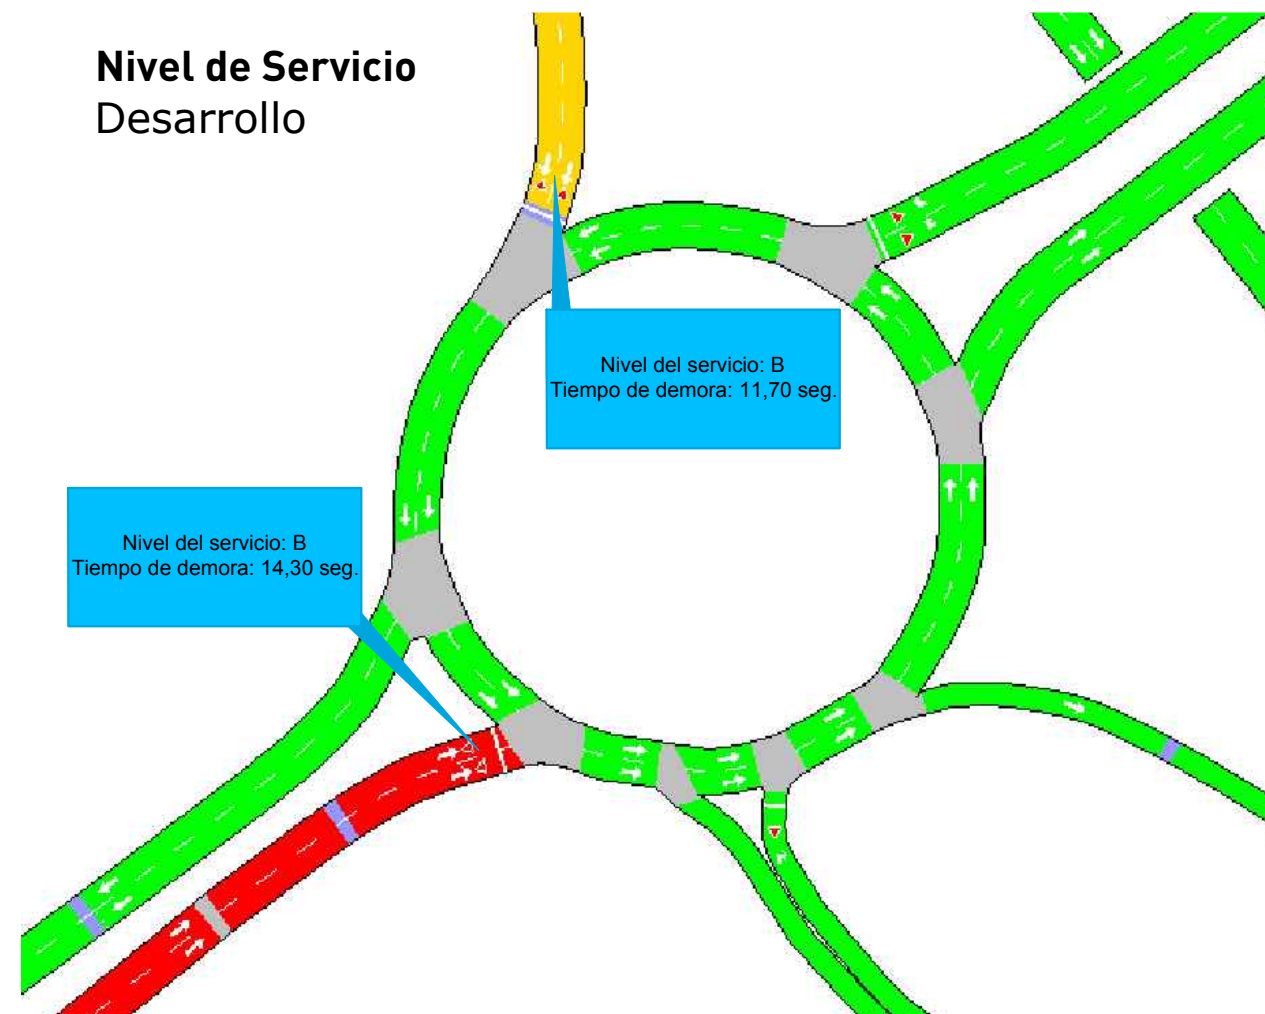 Nivel de Servicio
Desarrollo
Nivel del servicio: B
Tiempo de demora: 11,70 seg.
Nivel del servicio: B
Tiempo de demora: 14,30 seg.